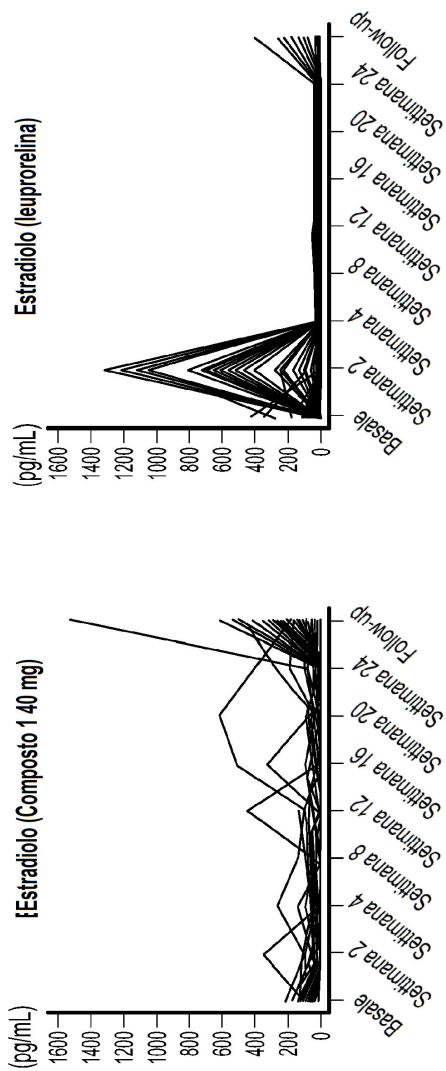 [Estradiolo (Composto 1 40 mg)
(pg/mL)
1600
1400
1200
1000
800
600
400
200
0
Basale
Settimana 2
Settimana 4
Settimana 8
Settimana 12
Settimana 16
Settimana 20
Settimana 24
Follow-up
Estradiolo (leuprorelina)
(pg/mL)
1600
1400
1200
1000
800
600
400
200
0
Basale
Settimana 2
Settimana 4
Settimana 8
Settimana 12
Settimana 16
Settimana 20
Settimana 24
Follow-up